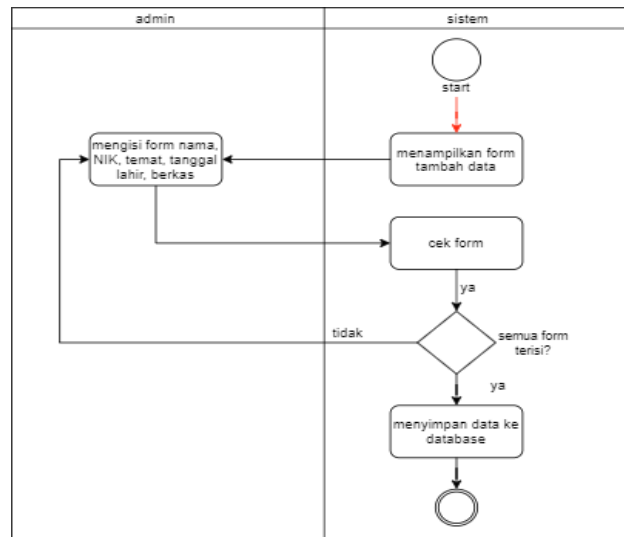 admin
sistem
start
mengisi form nama,
NIK, temat, tanggal
lahir, berkas
menampilkan form
tambah data
cek form
ya
tidak
semua form
terisi?
ya
menyimpan data ke
database